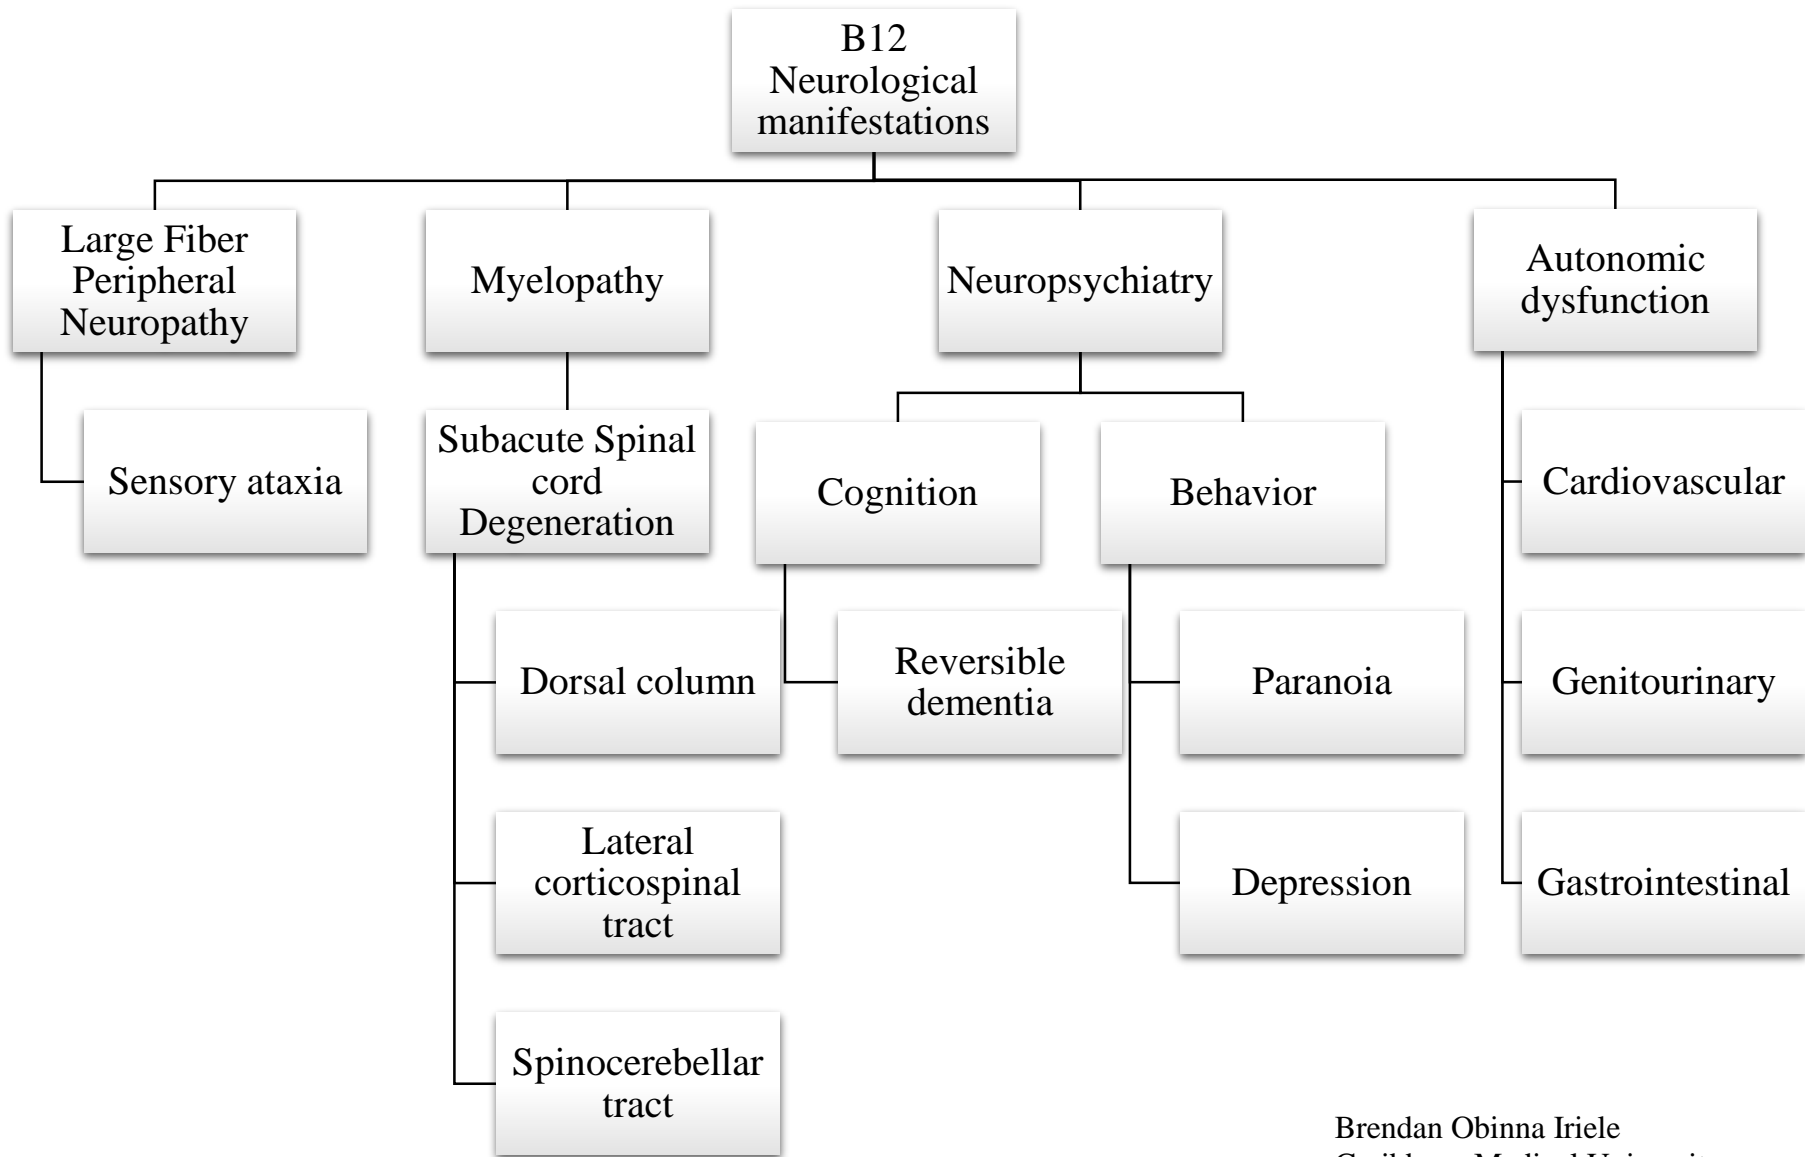 B12
Neurological
manifestations
Large Fiber
Peripheral
Neuropathy
Myelopathy
Neuropsychiatry
Autonomic
dysfunction
Sensory ataxia
Subacute Spinal
cord
Degeneration
Cognition
Behavior
Cardiovascular
Dorsal column
Reversible
dementia
Paranoia
Genitourinary
Lateral
corticospinal
tract
Depression
Gastrointestinal
Spinocerebellar
tract
Brendan Obinna Iriele